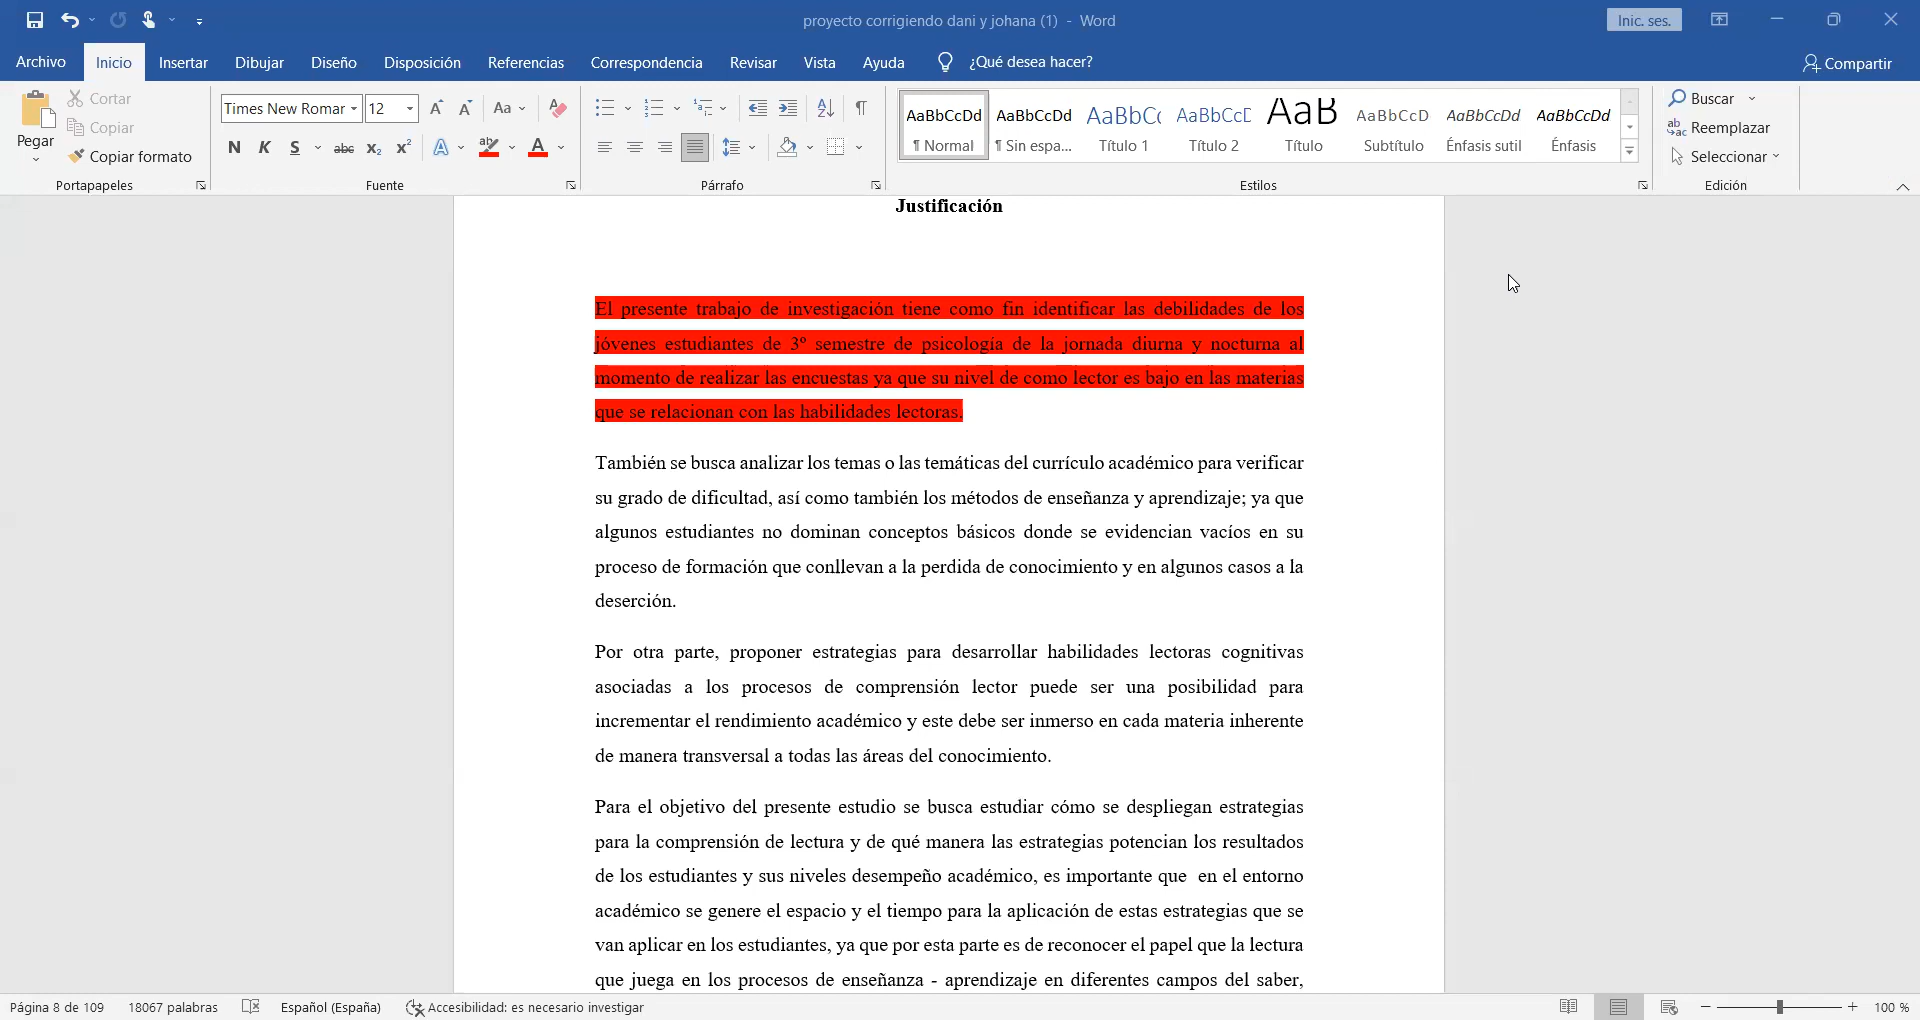 proyecto corrigiendo dani y johana (1) - Word
Inic. ses.
Archivo Inicio Insertar Dibujar Diseño Disposición Referencias Correspondencia Revisar Vista Ayuda ¿Qué desea hacer? Compartir
Pegar
Cortar
Copiar
Copiar formato
Portapapeles
Times New Romar 12
Aa
N K S abc x₂ x² A ab A
Fuente
Párrafo
AaBbCcDd AaBbCcDd AaBbC AaBbCcD AaB AaBbCcD AaBbCcDd AaBbCcDd
¶ Normal ¶ Sin espa... Título 1 Título 2 Título Subtítulo Énfasis sutil Énfasis
Estilos
Buscar
Reemplazar
Seleccionar
Edición
Justificación
El presente trabajo de investigación tiene como fin identificar las debilidades de los
jóvenes estudiantes de 3º semestre de psicología de la jornada diurna y nocturna al
momento de realizar las encuestas ya que su nivel de como lector es bajo en las materias
que se relacionan con las habilidades lectoras.
También se busca analizar los temas o las temáticas del currículo académico para verificar
su grado de dificultad, así como también los métodos de enseñanza y aprendizaje; ya que
algunos estudiantes no dominan conceptos básicos donde se evidencian vacíos en su
proceso de formación que conllevan a la perdida de conocimiento y en algunos casos a la
deserción.
Por otra parte, proponer estrategias para desarrollar habilidades lectoras cognitivas
asociadas a los procesos de comprensión lector puede ser una posibilidad para
incrementar el rendimiento académico y este debe ser inmerso en cada materia inherente
de manera transversal a todas las áreas del conocimiento.
Para el objetivo del presente estudio se busca estudiar cómo se despliegan estrategias
para la comprensión de lectura y de qué manera las estrategias potencian los resultados
de los estudiantes y sus niveles desempeño académico, es importante que en el entorno
académico se genere el espacio y el tiempo para la aplicación de estas estrategias que se
van aplicar en los estudiantes, ya que por esta parte es de reconocer el papel que la lectura
que juega en los procesos de enseñanza - aprendizaje en diferentes campos del saber,
Página 8 de 109 18067 palabras Español (España) Accesibilidad: es necesario investigar 100 %